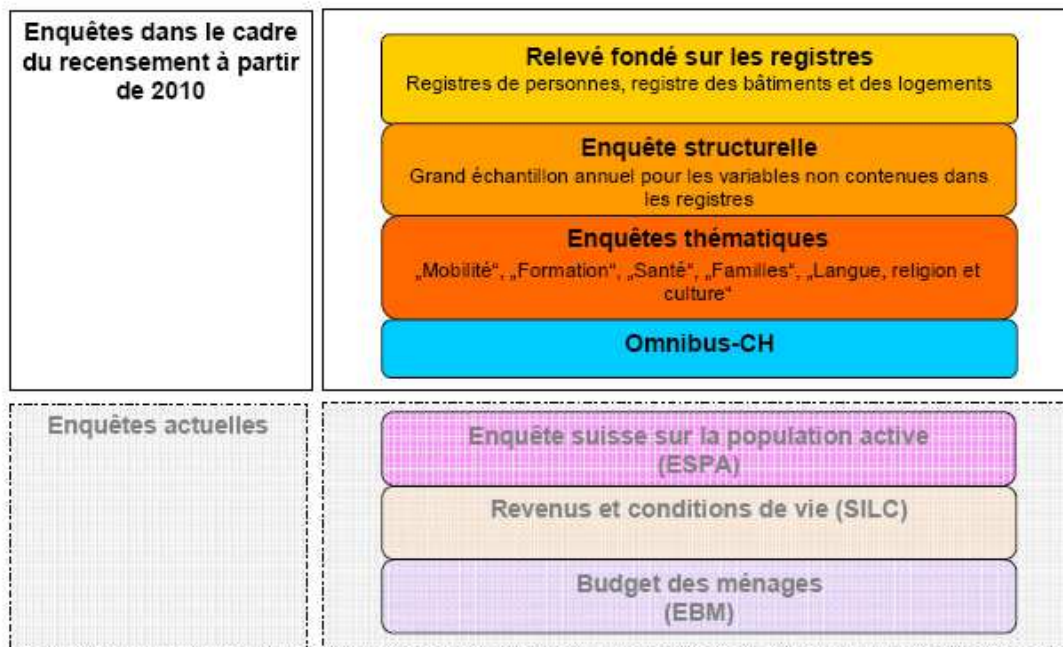 Enquêtes dans le cadre
du recensement à partir
de 2010
Relevé fondé sur les registres
Registres de personnes, registre des bâtiments et des logements
Enquête structurelle
Grand échantillon annuel pour les variables non contenues dans
les registres
Enquêtes thématiques
„Mobilité“, „Formation“, „Santé“, „Familles“, „Langue, religion et
culture“
Omnibus-CH
Enquêtes actuelles
Enquête suisse sur la population active
(ESPA)
Revenus et conditions de vie (SILC)
Budget des ménages
(EBM)